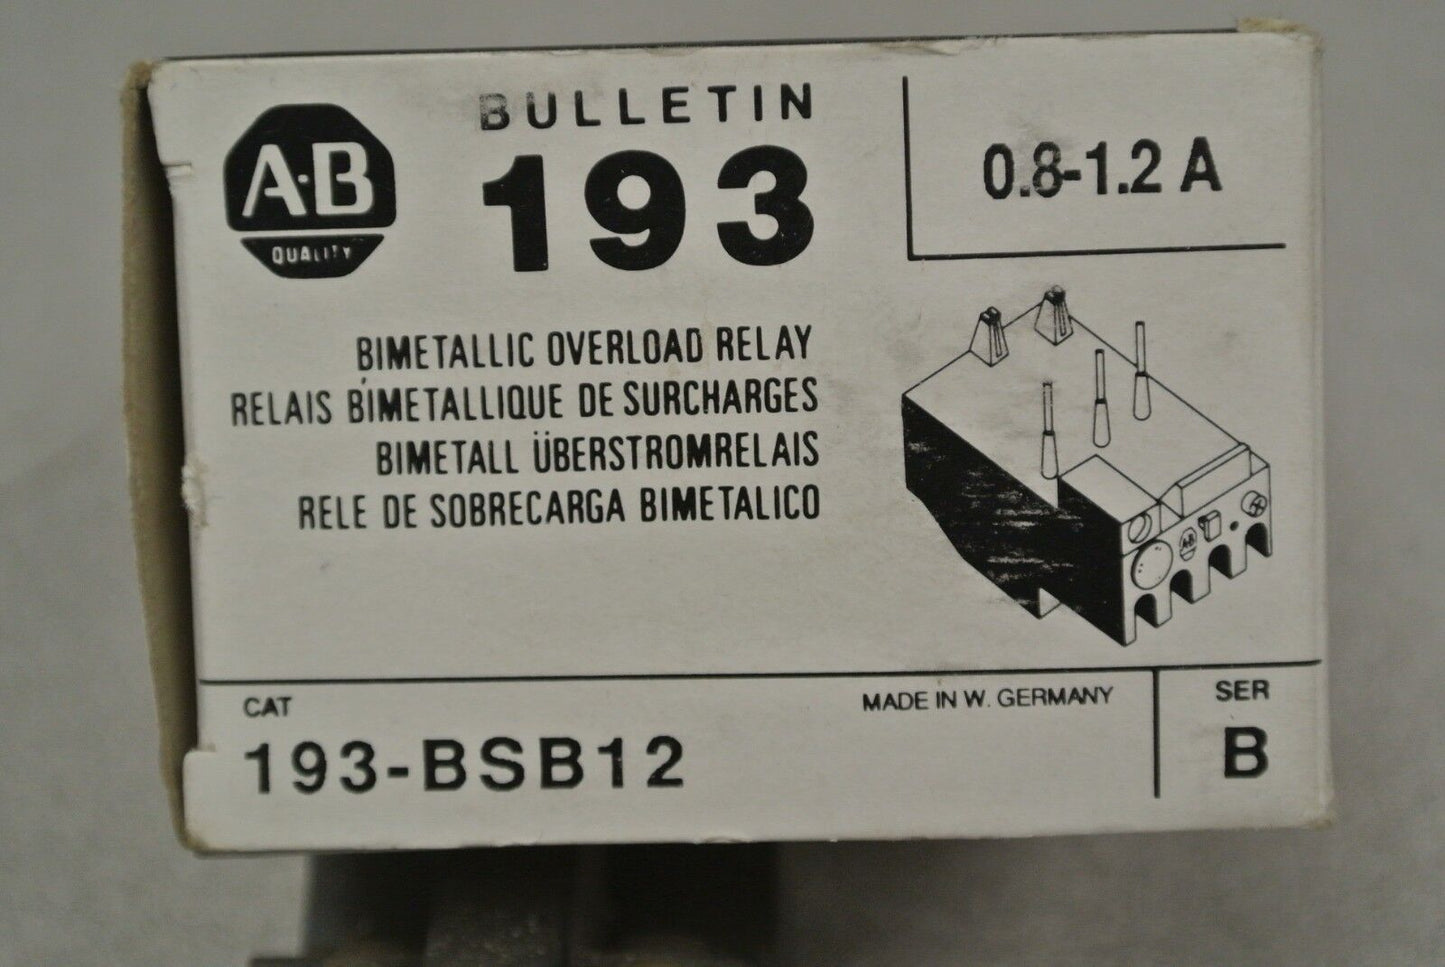 A·B
QUALITY
BULLETIN
193
0.8-1.2 A
BIMETALLIC OVERLOAD RELAY
RELAIS BIMETALLIQUE DE SURCHARGES
BIMETALL ÜBERSTROMRELAIS
RELE DE SOBRECARGA BIMETALICO
A·B
CAT
193-BSB12
MADE IN W. GERMANY
SER
B